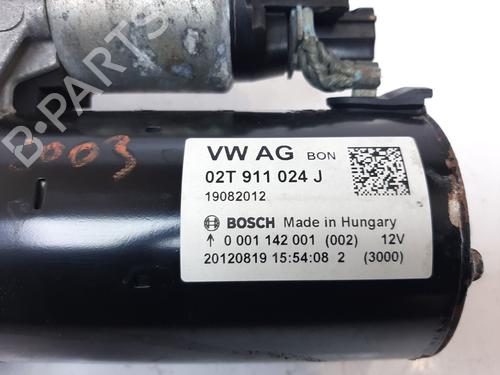 B-PARTS
0003
VW AG BON
02T 911 024 J
19082012
BOSCH Made in Hungary
↑ 0 001 142 001 (002) 12V
20120819 15:54:08 2 (3000)